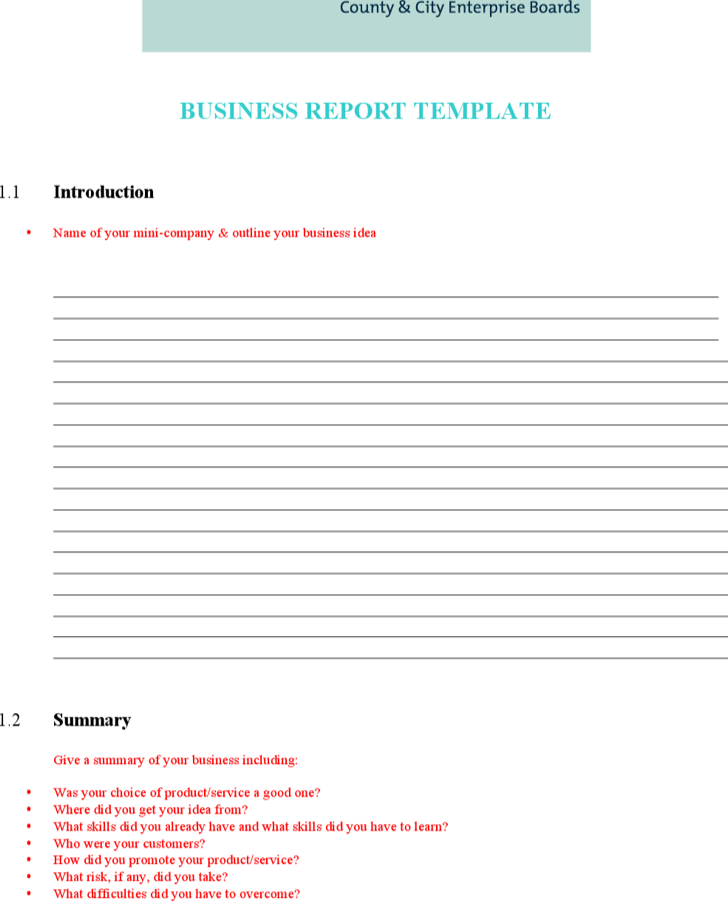 County & City Enterprise Boards
BUSINESS REPORT TEMPLATE
1.1 Introduction
• Name of your mini-company & outline your business idea
1.2 Summary
Give a summary of your business including:
• Was your choice of product/service a good one?
• Where did you get your idea from?
• What skills did you already have and what skills did you have to learn?
• Who were your customers?
• How did you promote your product/service?
• What risk, if any, did you take?
• What difficulties did you have to overcome?